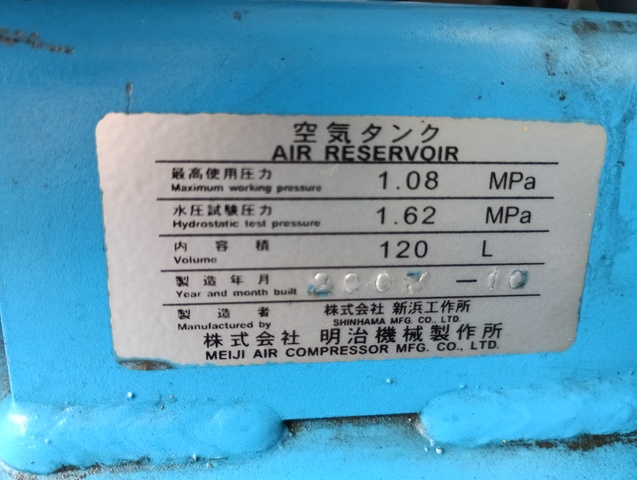 空気タンク
AIR RESERVOIR
最高使用圧力 1.08 MPa
Maximum working pressure
水圧試験圧力 1.62 MPa
Hydrostatic test pressure
内容積 120 L
Volume
製造年月 -10
Year and month built
製造者 株式会社 新浜工作所
Manufactured by SHINHAMA MFG. CO., LTD.
株式会社 明治機械製作所
MEIJI AIR COMPRESSOR MFG. CO., LTD.